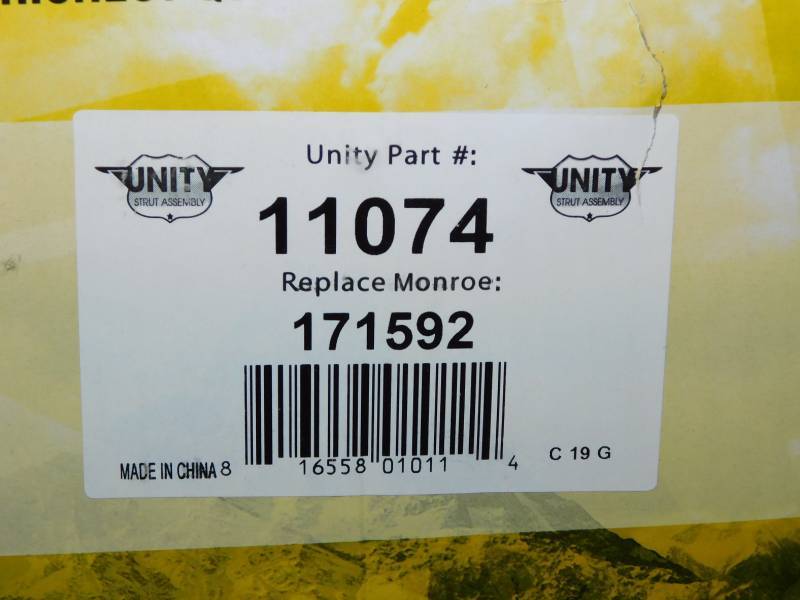 UNITY
STRUT ASSEMBLY
Unity Part #:
UNITY
STRUT ASSEMBLY
11074
Replace Monroe:
171592
MADE IN CHINA
8 16558 01011 4
C 19 G